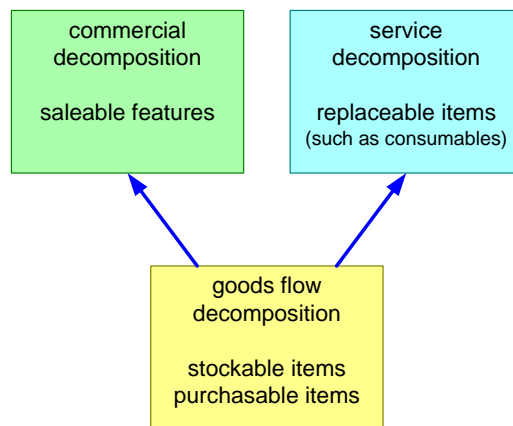 commercial
decomposition
saleable features
service
decomposition
replaceable items
(such as consumables)
goods flow
decomposition
stockable items
purchasable items